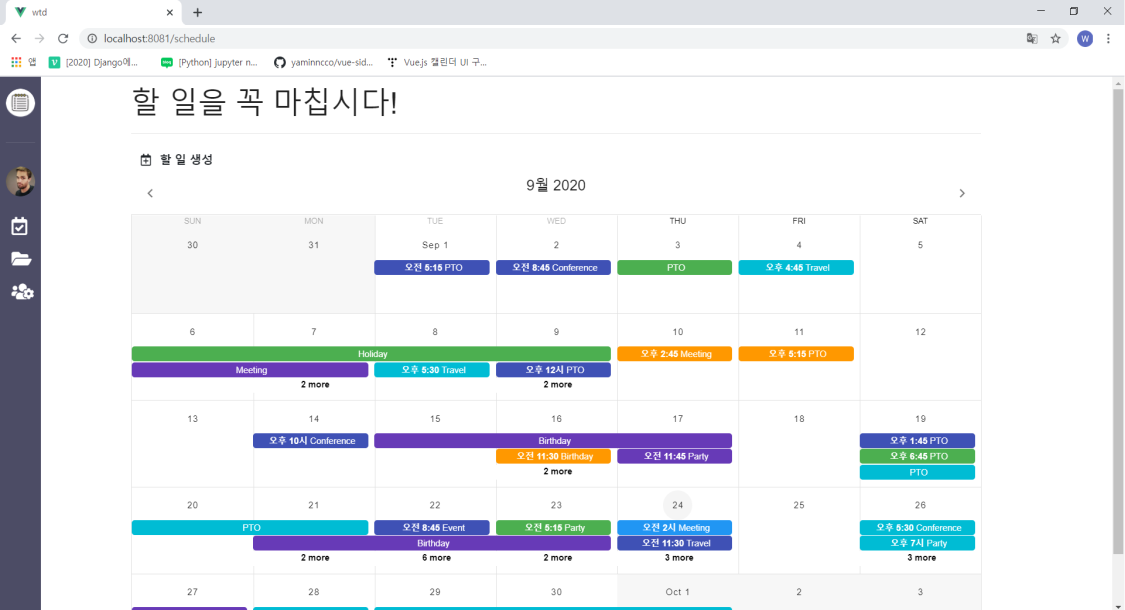 wtd
localhost:8081/schedule
W
앱
[2020] Django에...
[Python] jupyter n...
yaminncco/vue-sid...
Vue.js 캘린더 UI 구...
할 일을 꼭 마칩시다!
할 일 생성
9월 2020
SUN MON TUE WED THU FRI SAT
30 31 Sep 1 2 3 4 5
오전 5:15 PTO 오전 8:45 Conference PTO 오후 4:45 Travel
6 7 8 9 10 11 12
Holiday 오후 2:45 Meeting 오후 5:15 PTO
Meeting 오후 5:30 Travel 오후 12시 PTO
2 more 2 more
13 14 15 16 17 18 19
오후 10시 Conference Birthday 오후 1:45 PTO
오전 11:30 Birthday 오전 11:45 Party 오후 6:45 PTO
2 more PTO
20 21 22 23 24 25 26
PTO 오전 8:45 Event 오전 5:15 Party 오전 2시 Meeting 오후 5:30 Conference
Birthday 오전 11:30 Travel 오후 7시 Party
2 more 6 more 2 more 3 more 3 more
27 28 29 30 Oct 1 2 3